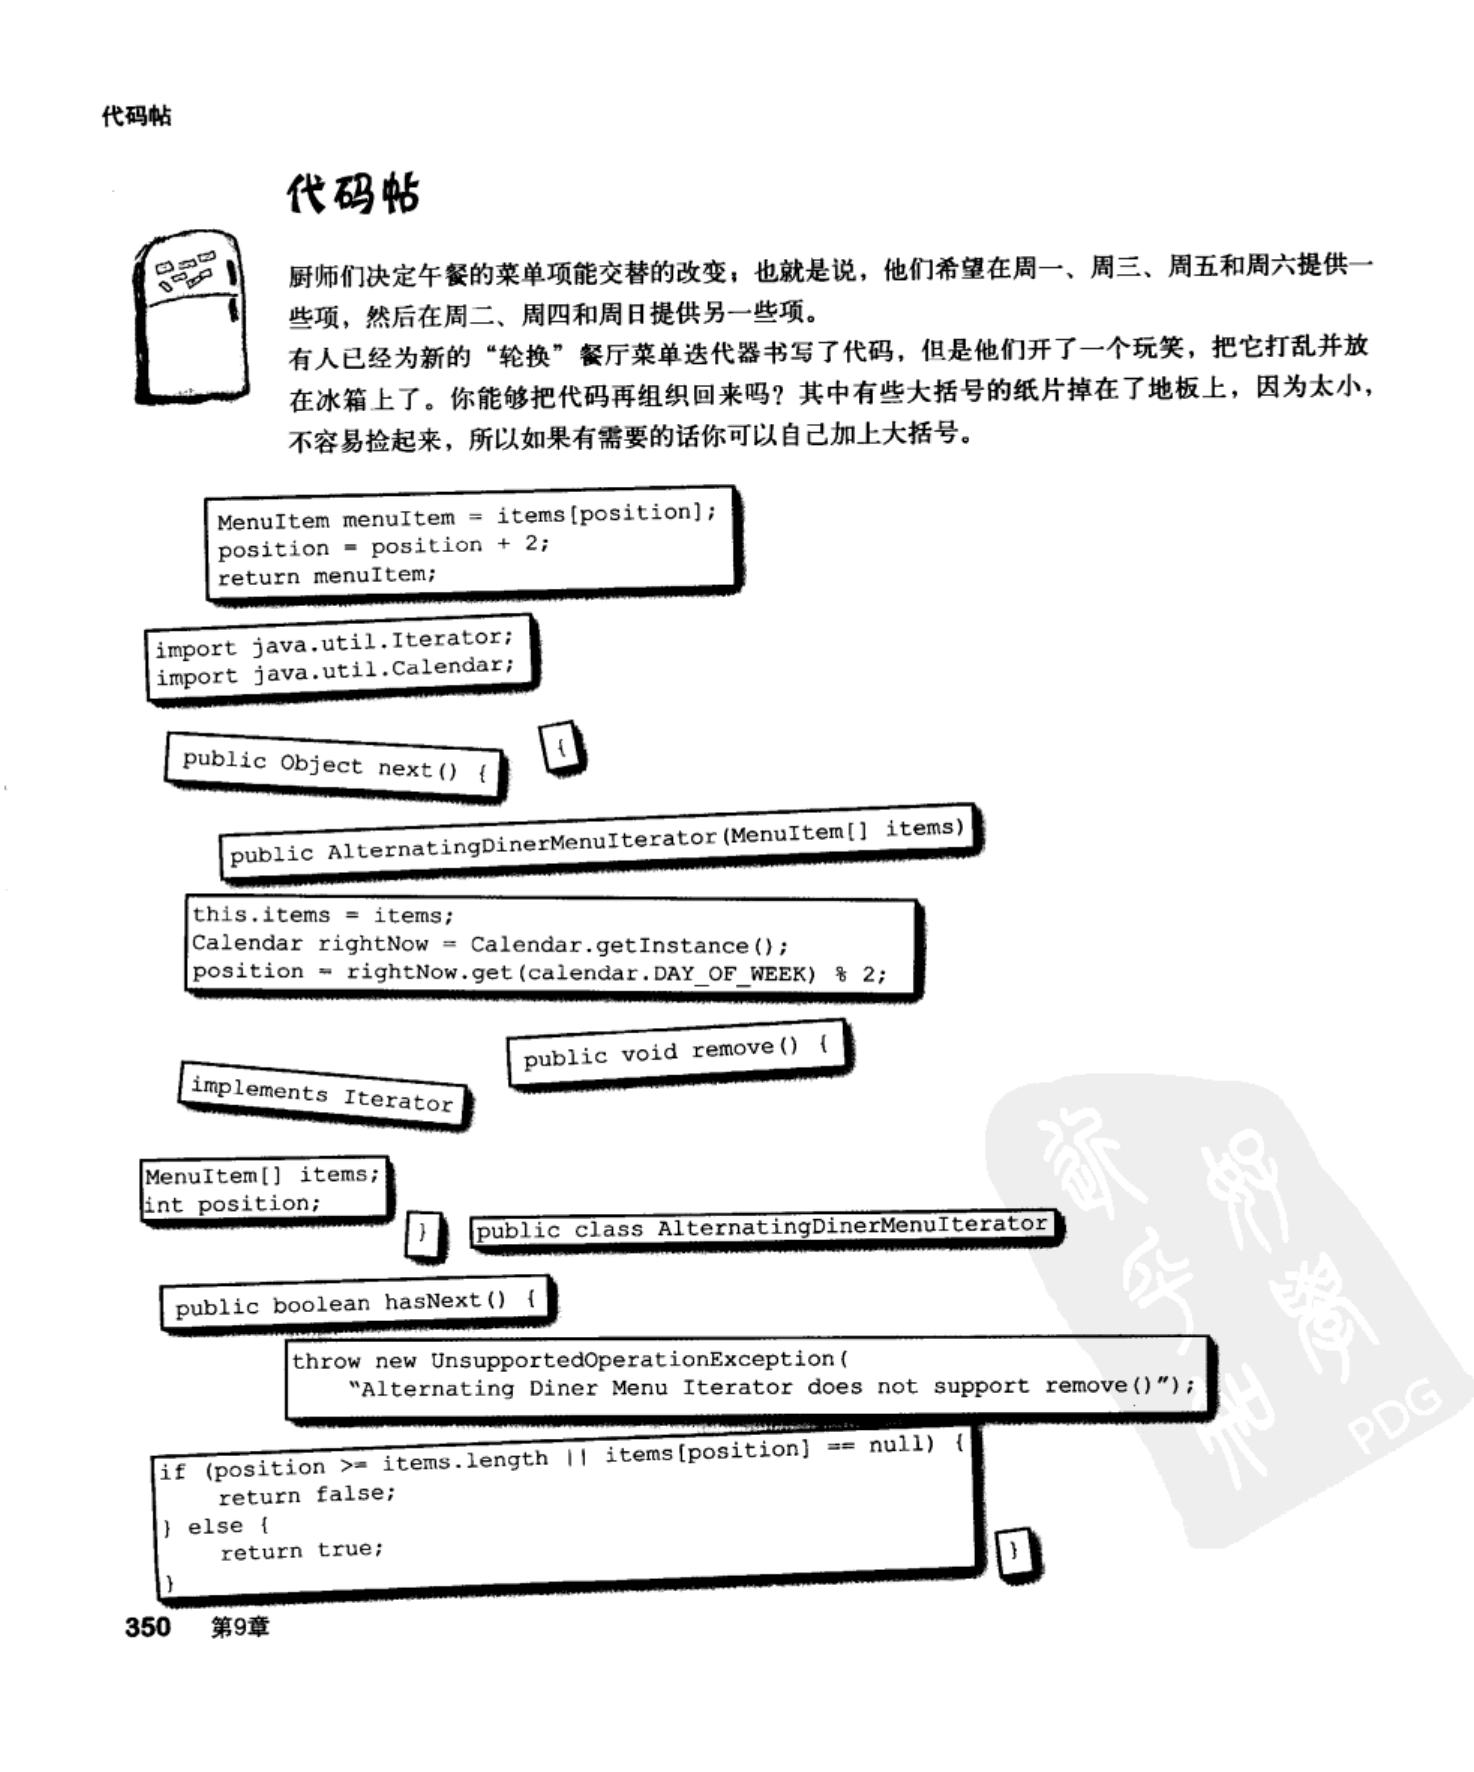 代码帖
代码帖
厨师们决定午餐的菜单项能交替的改变；也就是说，他们希望在周一、周三、周五和周六提供一
些项，然后在周二、周四和周日提供另一些项。
有人已经为新的“轮换”餐厅菜单迭代器书写了代码，但是他们开了一个玩笑，把它打乱并放
在冰箱上了。你能够把代码再组织回来吗？其中有些大括号的纸片掉在了地板上，因为太小，
不容易捡起来，所以如果有需要的话你可以自己加上大括号。
MenuItem menuItem = items[position];
position = position + 2;
return menuItem;
import java.util.Iterator;
import java.util.Calendar;
public Object next() {
{
public AlternatingDinerMenuIterator(MenuItem[] items)
this.items = items;
Calendar rightNow = Calendar.getInstance();
position = rightNow.get(calendar.DAY_OF_WEEK) % 2;
public void remove() {
implements Iterator
MenuItem[] items;
int position;
}
public class AlternatingDinerMenuIterator
public boolean hasNext() {
throw new UnsupportedOperationException(
“Alternating Diner Menu Iterator does not support remove()”);
if (position >= items.length || items[position] == null) {
return false;
} else {
return true;
}
}
PDG
350 第9章